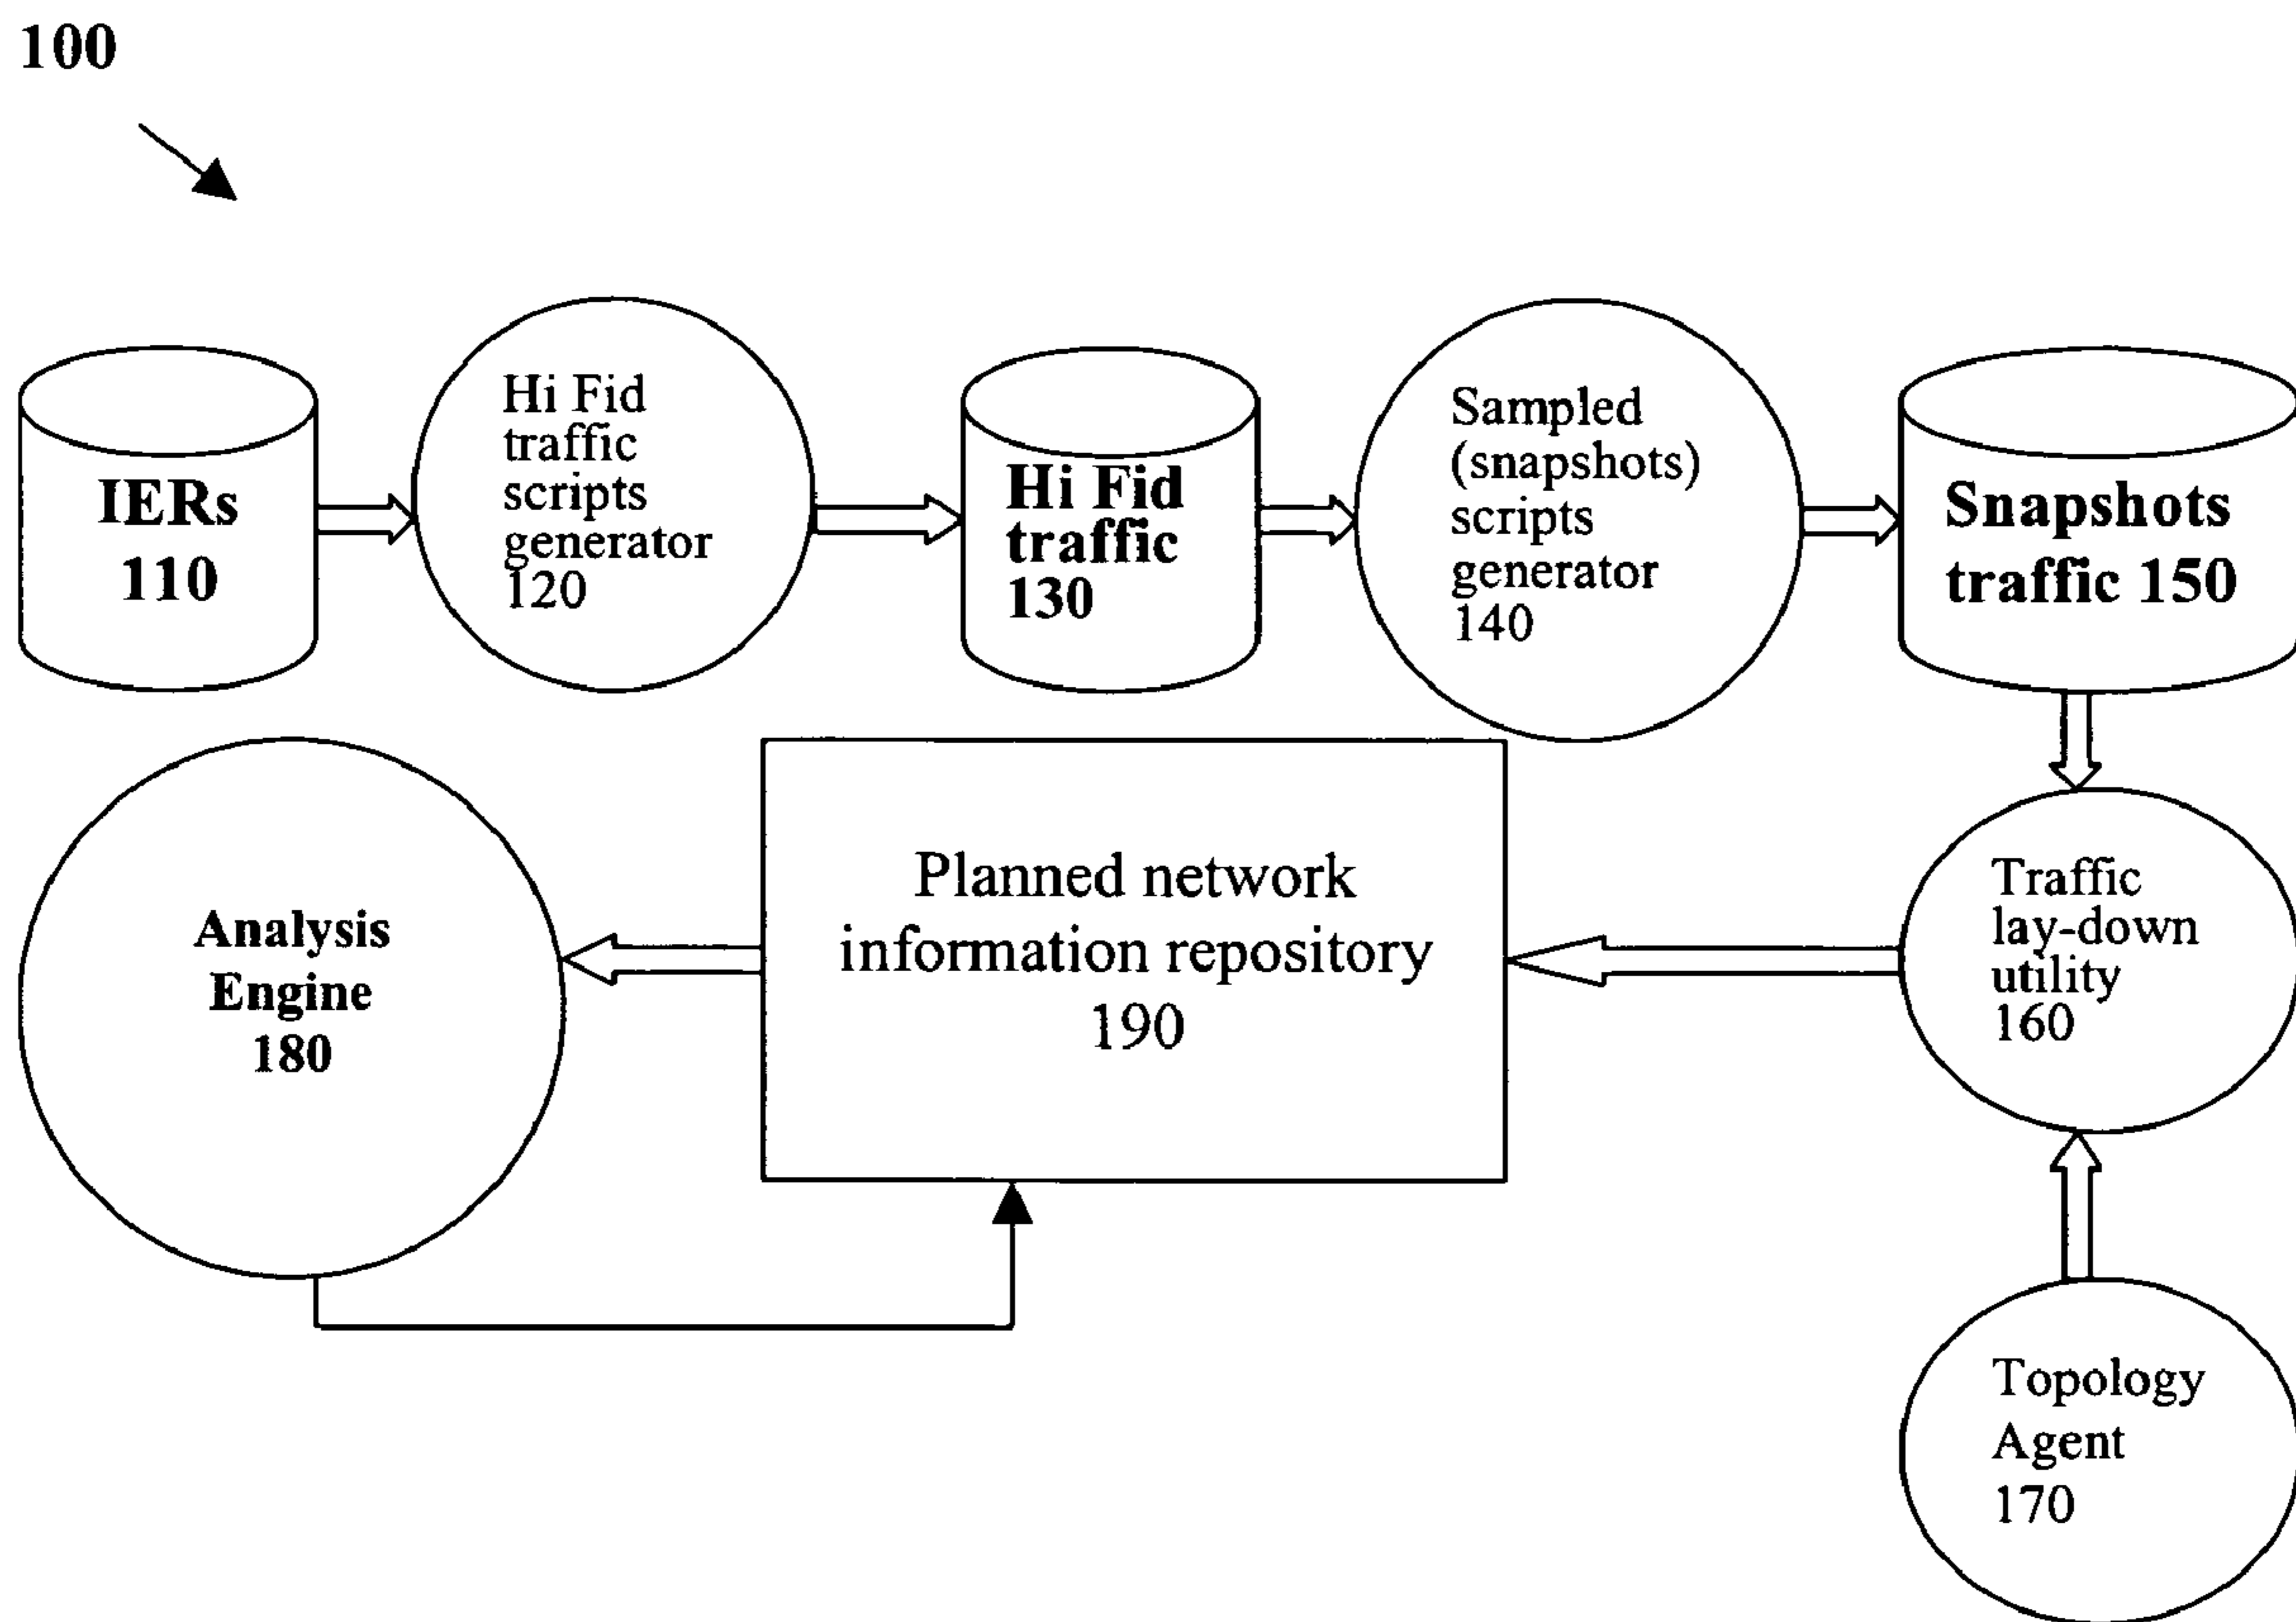 100
IERs
110
Hi Fid
traffic
scripts
generator
120
Hi Fid
traffic
130
Sampled
(snapshots)
scripts
generator
140
Snapshots
traffic 150
Analysis
Engine
180
Planned network
information repository
190
Traffic
lay-down
utility
160
Topology
Agent
170